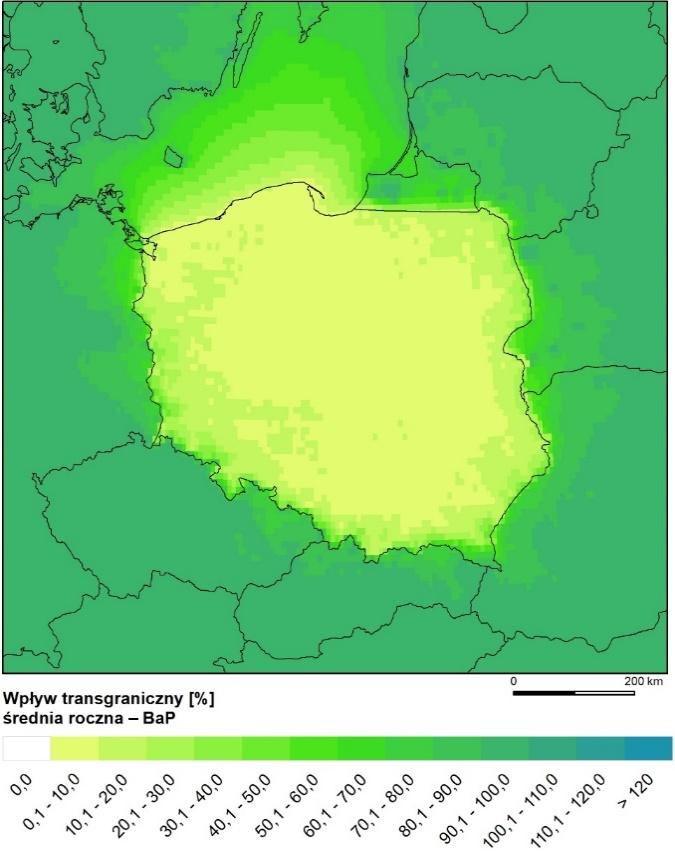 0
200 km
Wpływ transgraniczny [%]
średnia roczna – BaP
0,0
0,1 - 10,0
10,1 - 20,0
20,1 - 30,0
30,1 - 40,0
40,1 - 50,0
50,1 - 60,0
60,1 - 70,0
70,1 - 80,0
80,1 - 90,0
90,1 - 100,0
100,1 - 110,0
110,1 - 120,0
> 120